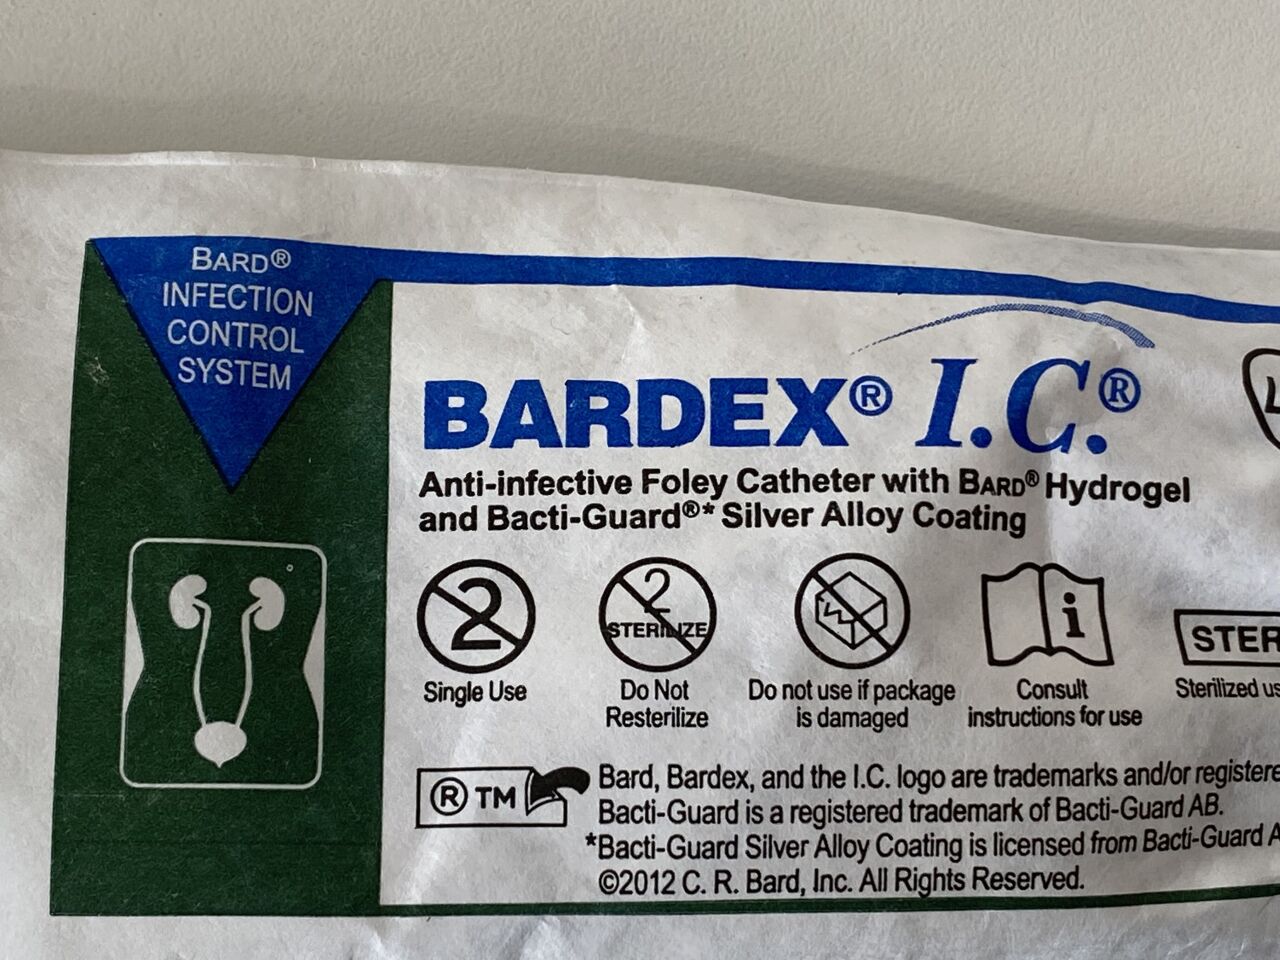 BARD®
INFECTION
CONTROL
SYSTEM
BARDEX® I.C.®
Anti-infective Foley Catheter with BARD® Hydrogel
and Bacti-Guard®* Silver Alloy Coating
2
2
STERILIZE
i
STER
Single Use
Do Not
Resterilize
Do not use if package
is damaged
Consult
instructions for use
Sterilized us
® TM
Bard, Bardex, and the I.C. logo are trademarks and/or registere
Bacti-Guard is a registered trademark of Bacti-Guard AB.
*Bacti-Guard Silver Alloy Coating is licensed from Bacti-Guard A
©2012 C. R. Bard, Inc. All Rights Reserved.